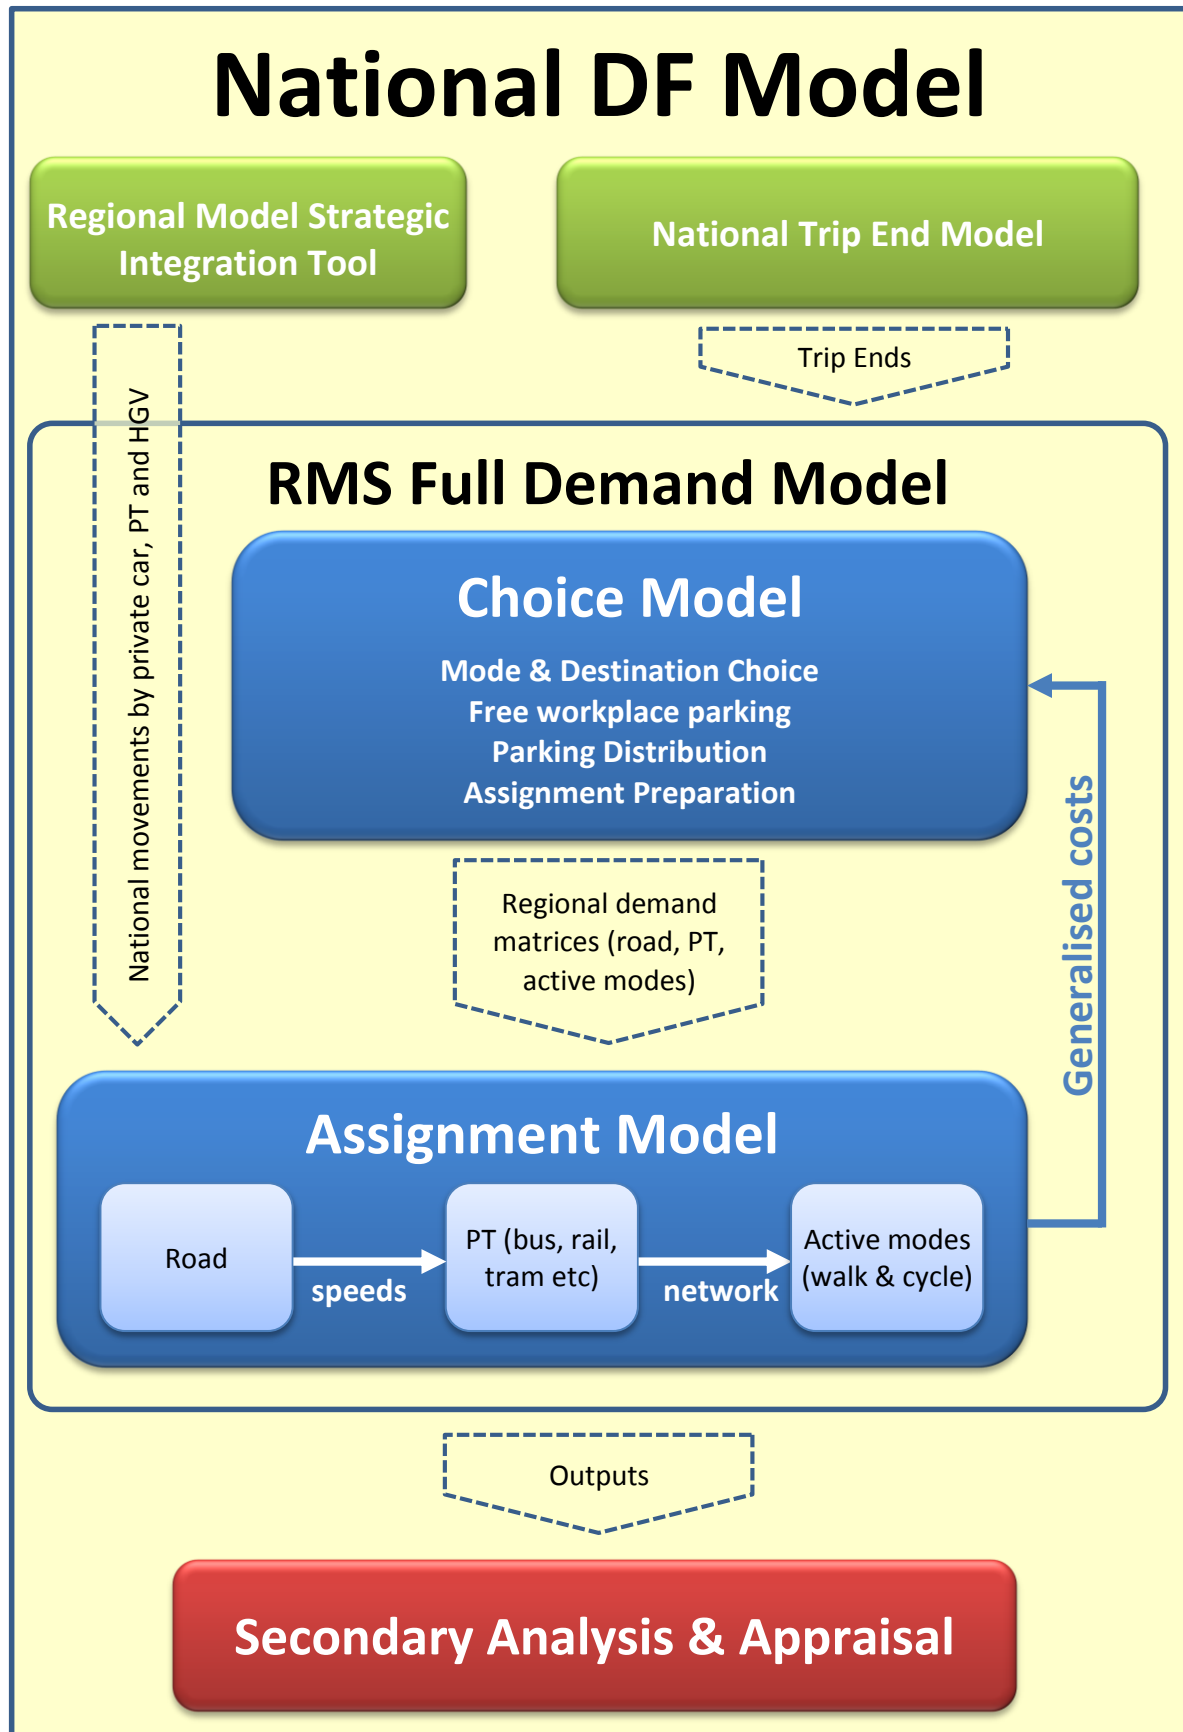 National DF Model
Regional Model Strategic
Integration Tool
National Trip End Model
Trip Ends
National movements by private car, PT and HGV
RMS Full Demand Model
Choice Model
Mode & Destination Choice
Free workplace parking
Parking Distribution
Assignment Preparation
Generalised costs
Regional demand
matrices (road, PT,
active modes)
Assignment Model
Road
speeds
PT (bus, rail,
tram etc)
network
Active modes
(walk & cycle)
Outputs
Secondary Analysis & Appraisal